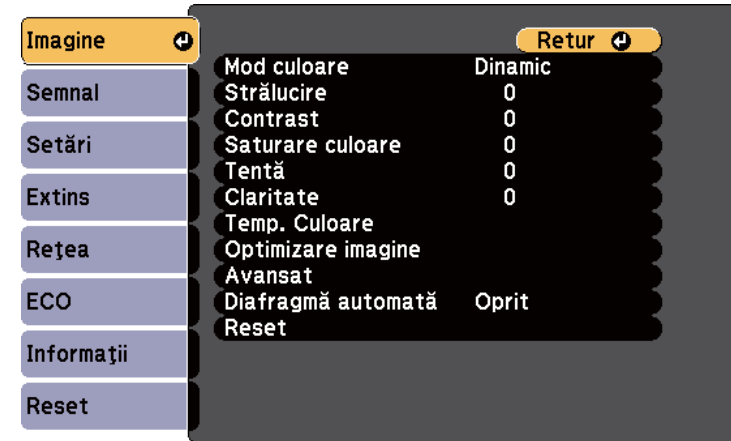 Imagine
Semnal
Setări
Extins
Reţea
ECO
Informaţii
Reset
Retur
Mod culoare Dinamic
Strălucire 0
Contrast 0
Saturare culoare 0
Tentă 0
Claritate 0
Temp. Culoare
Optimizare imagine
Avansat
Diafragmă automată Oprit
Reset